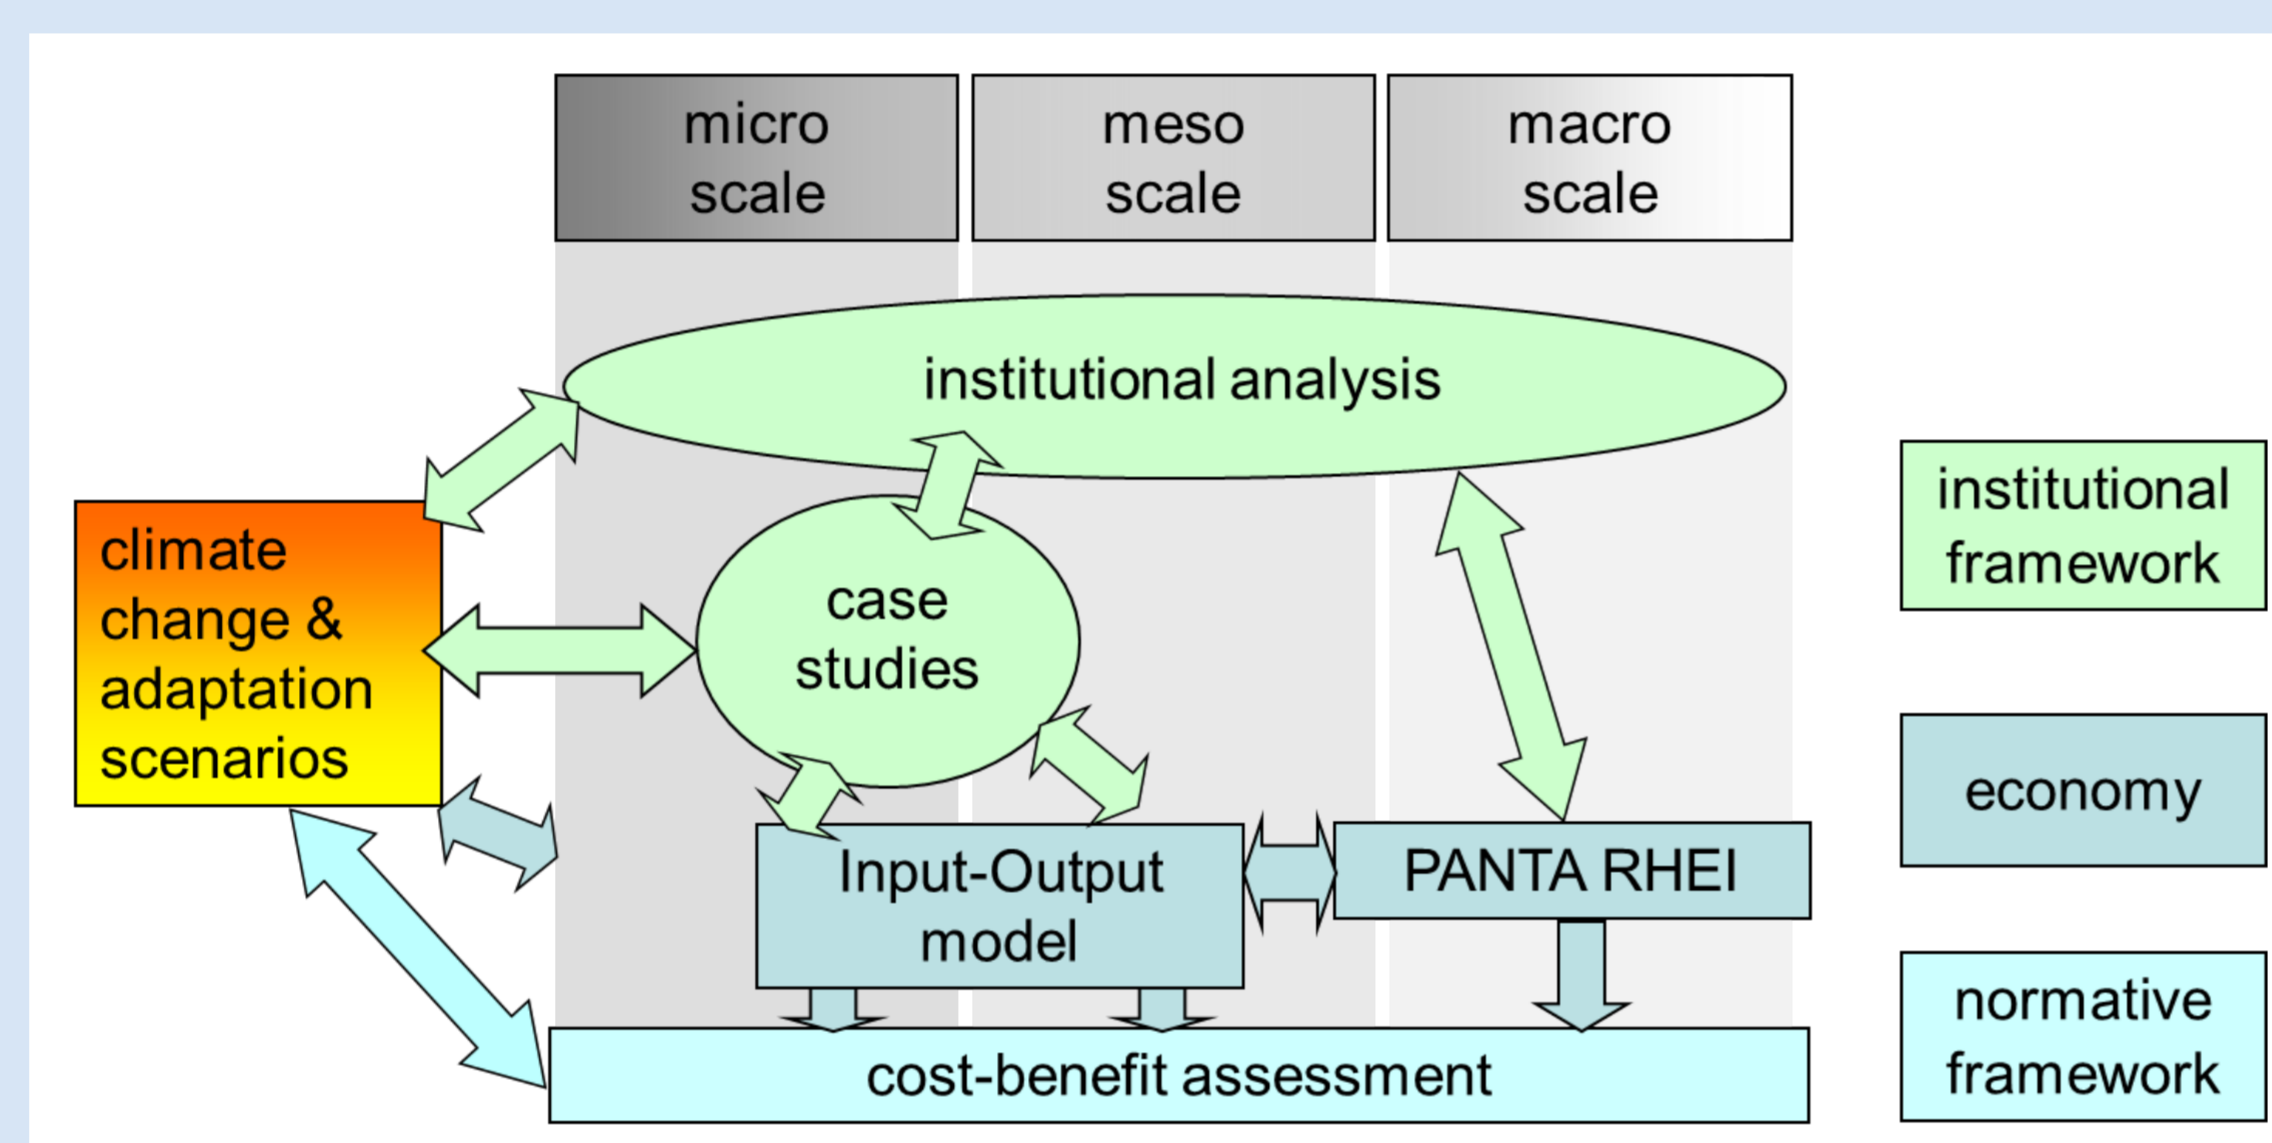 micro
scale
meso
scale
macro
scale
institutional analysis
climate
change &
adaptation
scenarios
case
studies
Input-Output
model
PANTA RHEI
cost-benefit assessment
institutional
framework
economy
normative
framework